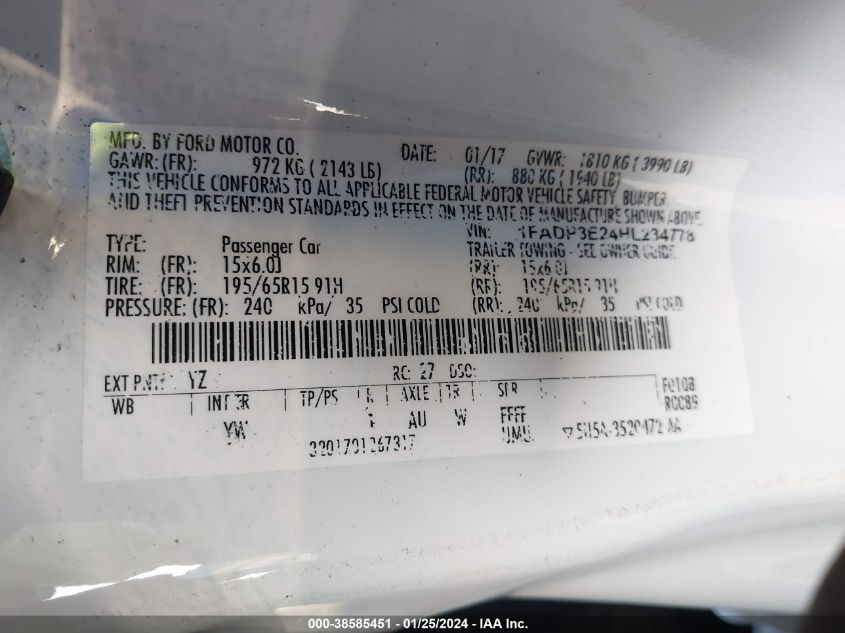 MFD. BY FORD MOTOR CO. DATE: 01/17 GVWR: 1810 KG ( 3990 LB)
GAWR: (FR): 972 KG ( 2143 LB) (RR): 880 KG ( 1940 LB)
THIS VEHICLE CONFORMS TO ALL APPLICABLE FEDERAL MOTOR VEHICLE SAFETY, BUMPER,
AND THEFT PREVENTION STANDARDS IN EFFECT ON THE DATE OF MANUFACTURE SHOWN ABOVE.
VIN: 1FADP3E24HL234778
TYPE: Passenger Car TRAILER TOWING - SEE OWNER GUIDE
RIM: (FR): 15x6.0J (RR): 15x6.0J
TIRE: (FR): 195/65R15 91H (RR): 195/65R15 91H
PRESSURE: (FR): 240 kPa/ 35 PSI COLD (RR): 240 kPa/ 35 PSI COLD
EXT PNT: YZ RC: 27 DSO:
WB INT TR TP/PS R AXLE TR SPR F0108
YW AU W FFFF
3201701267317 UMU
000-38585451 - 01/25/2024 - IAA Inc.